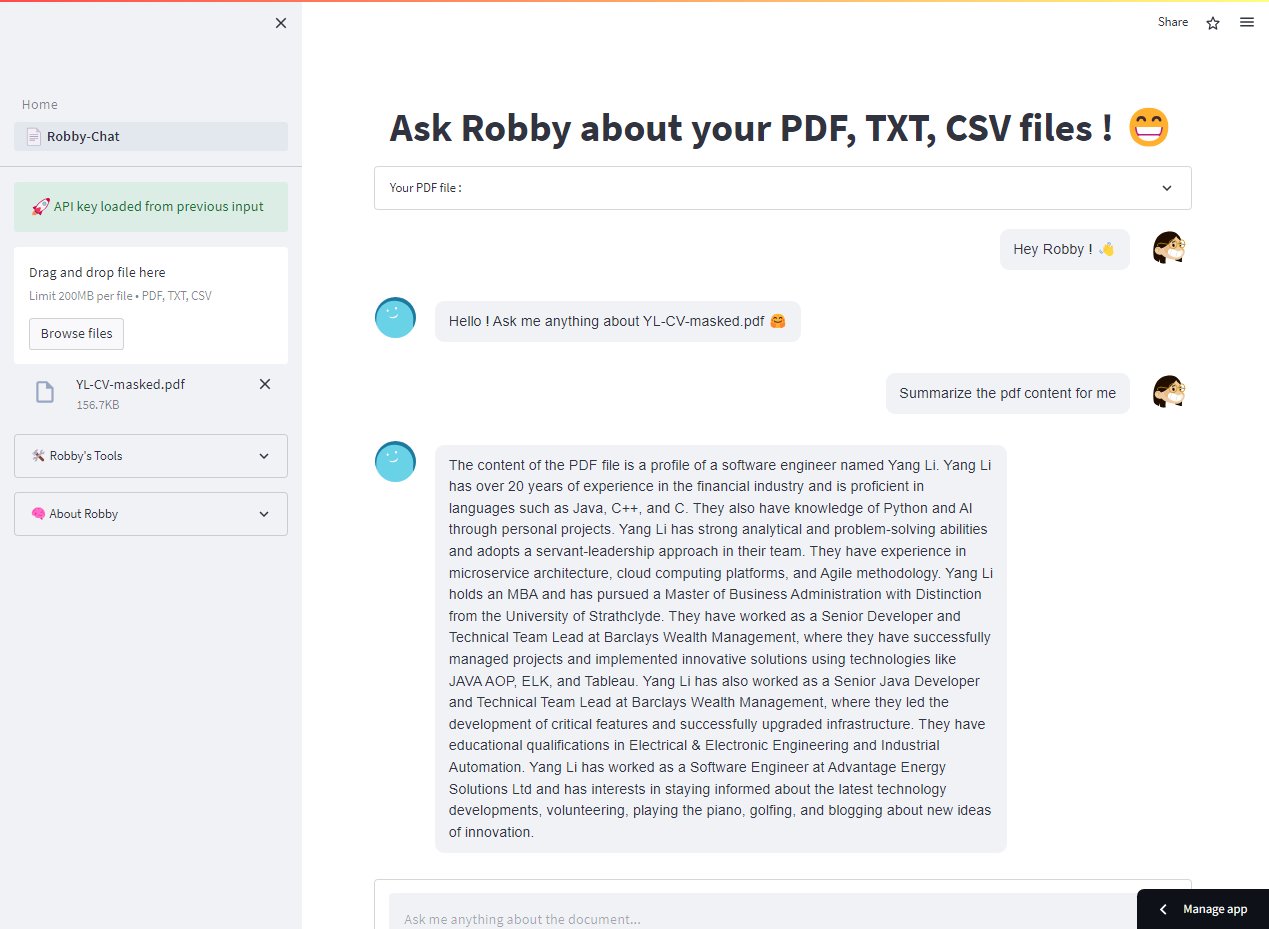 Share
Home
Robby-Chat
API key loaded from previous input
Drag and drop file here
Limit 200MB per file • PDF, TXT, CSV
Browse files
YL-CV-masked.pdf
156.7KB
Robby's Tools
About Robby
Ask Robby about your PDF, TXT, CSV files !
Your PDF file :
Hey Robby ! 👋
Hello ! Ask me anything about YL-CV-masked.pdf 🤗
Summarize the pdf content for me
The content of the PDF file is a profile of a software engineer named Yang Li. Yang Li
has over 20 years of experience in the financial industry and is proficient in
languages such as Java, C++, and C. They also have knowledge of Python and AI
through personal projects. Yang Li has strong analytical and problem-solving abilities
and adopts a servant-leadership approach in their team. They have experience in
microservice architecture, cloud computing platforms, and Agile methodology. Yang Li
holds an MBA and has pursued a Master of Business Administration with Distinction
from the University of Strathclyde. They have worked as a Senior Developer and
Technical Team Lead at Barclays Wealth Management, where they have successfully
managed projects and implemented innovative solutions using technologies like
JAVA AOP, ELK, and Tableau. Yang Li has also worked as a Senior Java Developer
and Technical Team Lead at Barclays Wealth Management, where they led the
development of critical features and successfully upgraded infrastructure. They have
educational qualifications in Electrical & Electronic Engineering and Industrial
Automation. Yang Li has worked as a Software Engineer at Advantage Energy
Solutions Ltd and has interests in staying informed about the latest technology
developments, volunteering, playing the piano, golfing, and blogging about new ideas
of innovation.
Ask me anything about the document...
Manage app